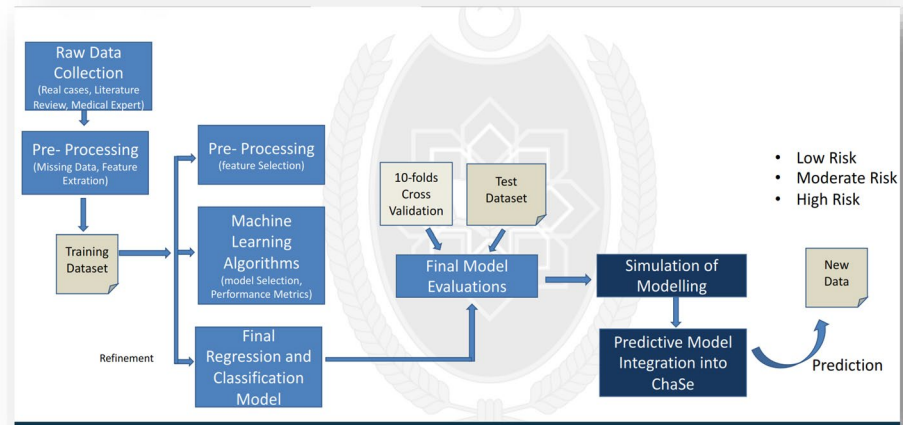 Raw Data
Collection
(Real cases, Literature
Review, Medical Expert)
Pre- Processing
(Missing Data, Feature
Extration)
Training
Dataset
Refinement
Pre- Processing
(feature Selection)
Machine
Learning
Algorithms
(model Selection,
Performance Metrics)
Final
Regression and
Classification
Model
10-folds
Cross
Validation
Test
Dataset
Final Model
Evaluations
Simulation of
Modelling
Predictive Model
Integration into
ChaSe
• Low Risk
• Moderate Risk
• High Risk
New
Data
Prediction